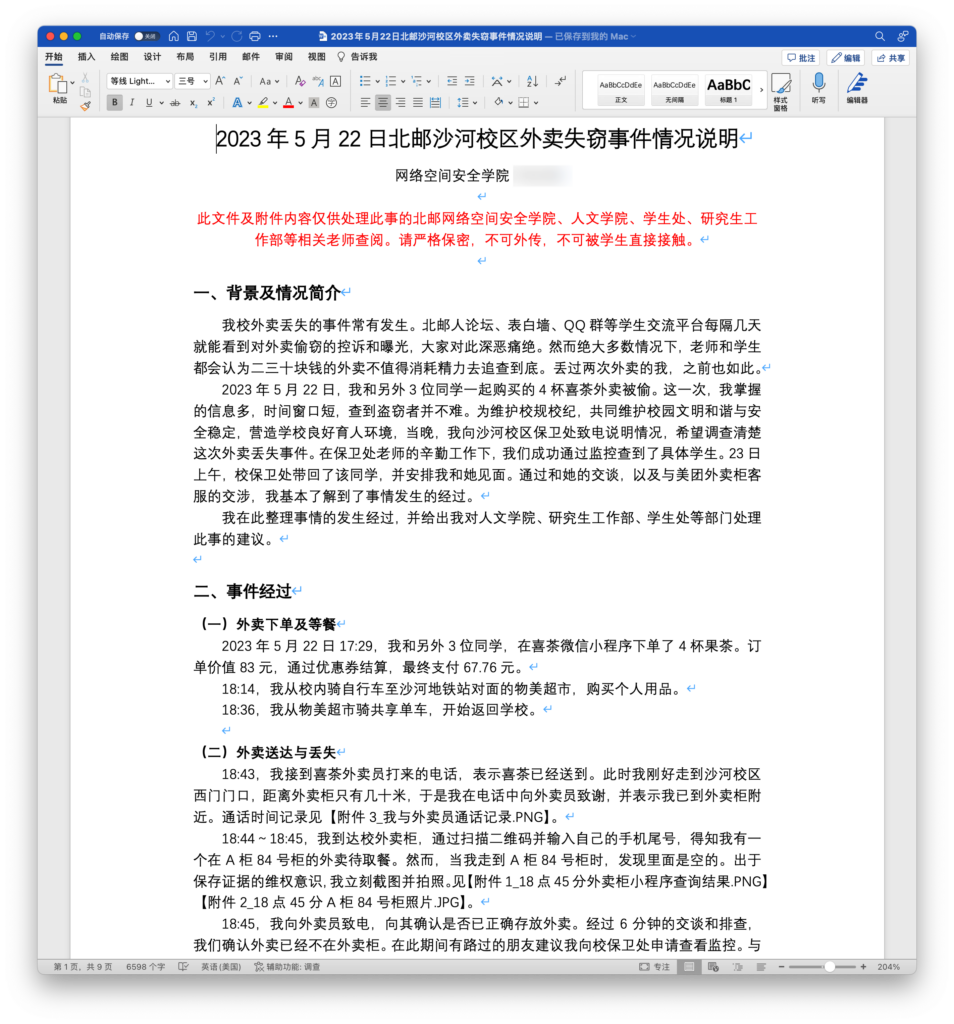 自动保存 关闭
2023年5月22日北邮沙河校区外卖失窃事件情况说明 — 已保存到我的 Mac
开始 插入 绘图 设计 布局 引用 邮件 审阅 视图 告诉我 批注 编辑 共享
粘贴
等线 Light... 三号
AaBbCcDdEe 正文
AaBbCcDdEe 无间隔
AaBbC 标题 1
样式窗格
听写
编辑器
2023 年 5 月 22 日北邮沙河校区外卖失窃事件情况说明
网络空间安全学院
此文件及附件内容仅供处理此事的北邮网络空间安全学院、人文学院、学生处、研究生工
作部等相关老师查阅。请严格保密，不可外传，不可被学生直接接触。
一、背景及情况简介
我校外卖丢失的事件常有发生。北邮人论坛、表白墙、QQ 群等学生交流平台每隔几天
就能看到对外卖偷窃的控诉和曝光，大家对此深恶痛绝。然而绝大多数情况下，老师和学生
都会认为二三十块钱的外卖不值得消耗精力去追查到底。丢过两次外卖的我，之前也如此。
2023 年 5 月 22 日，我和另外 3 位同学一起购买的 4 杯喜茶外卖被偷。这一次，我掌握
的信息多，时间窗口短，查到盗窃者并不难。为维护校规校纪，共同维护校园文明和谐与安
全稳定，营造学校良好育人环境，当晚，我向沙河校区保卫处致电说明情况，希望调查清楚
这次外卖丢失事件。在保卫处老师的辛勤工作下，我们成功通过监控查到了具体学生。23 日
上午，校保卫处带回了该同学，并安排我和她见面。通过和她的交谈，以及与美团外卖柜客
服的交涉，我基本了解到了事情发生的经过。
我在此整理事情的发生经过，并给出我对人文学院、研究生工作部、学生处等部门处理
此事的建议。
二、事件经过
（一）外卖下单及等餐
2023 年 5 月 22 日 17:29，我和另外 3 位同学，在喜茶微信小程序下单了 4 杯果茶。订
单价值 83 元，通过优惠券结算，最终支付 67.76 元。
18:14，我从校内骑自行车至沙河地铁站对面的物美超市，购买个人用品。
18:36，我从物美超市骑共享单车，开始返回学校。
（二）外卖送达与丢失
18:43，我接到喜茶外卖员打来的电话，表示喜茶已经送到。此时我刚好走到沙河校区
西门门口，距离外卖柜只有几十米，于是我在电话中向外卖员致谢，并表示我已到外卖柜附
近。通话时间记录见【附件 3_我与外卖员通话记录.PNG】。
18:44 ~ 18:45，我到达校外卖柜，通过扫描二维码并输入自己的手机尾号，得知我有一
个在 A 柜 84 号柜的外卖待取餐。然而，当我走到 A 柜 84 号柜时，发现里面是空的。出于
保存证据的维权意识，我立刻截图并拍照。见【附件 1_18 点 45 分外卖柜小程序查询结果.PNG】
【附件 2_18 点 45 分 A 柜 84 号柜照片.JPG】。
18:45，我向外卖员致电，向其确认是否已正确存放外卖。经过 6 分钟的交谈和排查，
我们确认外卖已经不在外卖柜。在此期间有路过的朋友建议我向校保卫处申请查看监控。与
第 1 页，共 9 页 6598 个字 英语(美国) 辅助功能: 调查 专注 204%